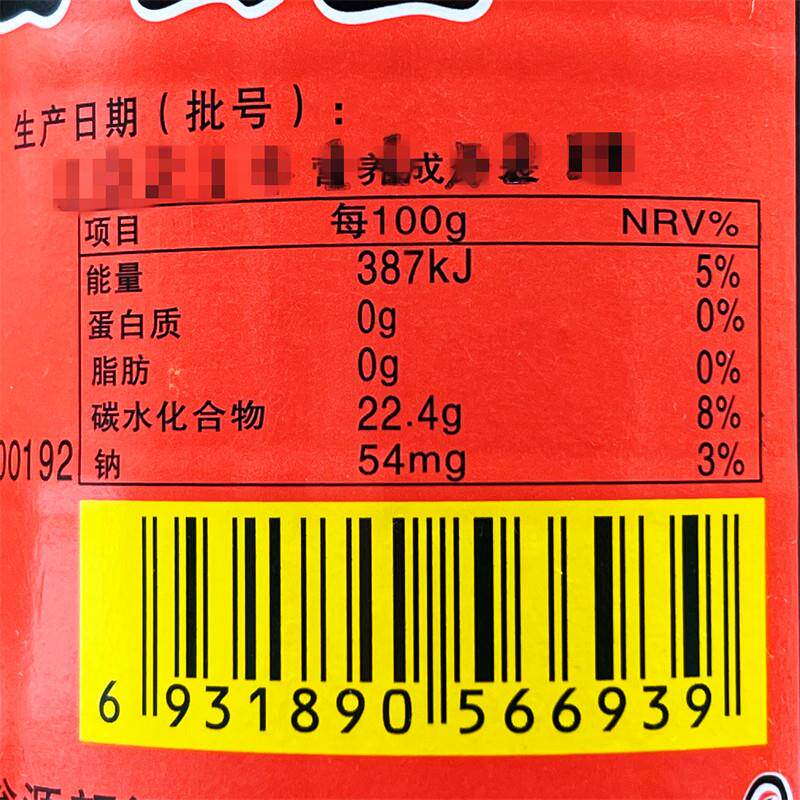 生产日期（批号）：
营养成分表
项目 每100g NRV%
能量 387kJ 5%
蛋白质 0g 0%
脂肪 0g 0%
碳水化合物 22.4g 8%
00192 钠 54mg 3%
6 931890 566939